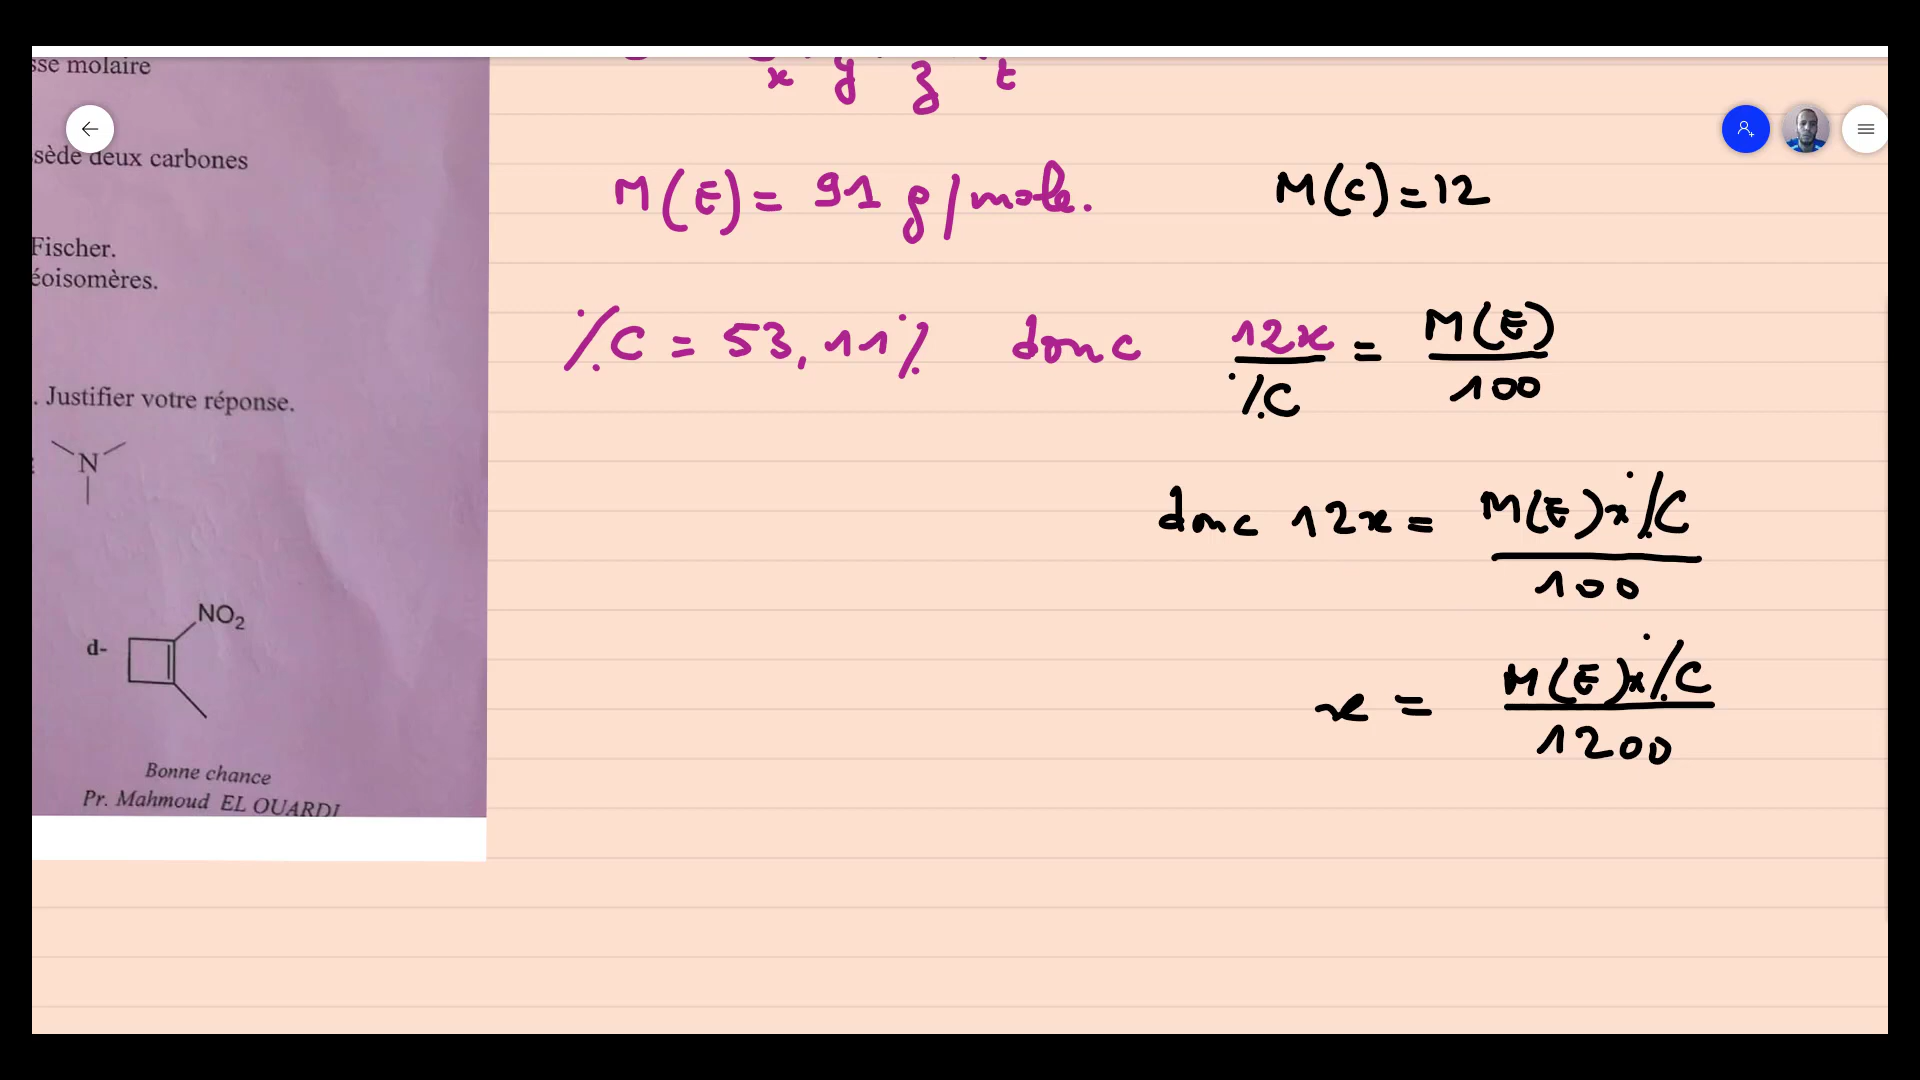 sse molaire
sède deux carbones
Fischer.
éoisomères.
. Justifier votre réponse.
N
d-
NO2
Bonne chance
Pr. Mahmoud EL OUARDI
x y z t
M(E) = 91 g/mole.
M(C) = 12
%C = 53,11% donc 12x/%C = M(E)/100
donc 12x = M(E)x%C/100
x = M(E)x%C/1200